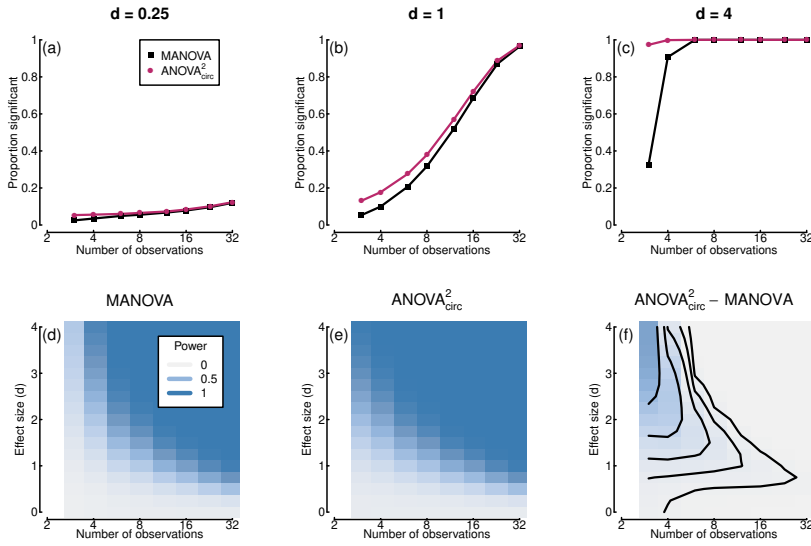 d = 0.25
d = 1
d = 4
(a)
MANOVA
ANOVA²circ
Proportion significant
1
0.8
0.6
0.4
0.2
0
2 4 8 16 32
Number of observations
(b)
Proportion significant
1
0.8
0.6
0.4
0.2
0
2 4 8 16 32
Number of observations
(c)
Proportion significant
1
0.8
0.6
0.4
0.2
0
2 4 8 16 32
Number of observations
MANOVA
ANOVA²circ
ANOVA²circ − MANOVA
(d)
Power
0
0.5
1
Effect size (d)
4
3
2
1
0
2 4 8 16 32
Number of observations
(e)
Effect size (d)
4
3
2
1
0
2 4 8 16 32
Number of observations
(f)
Effect size (d)
4
3
2
1
0
2 4 8 16 32
Number of observations